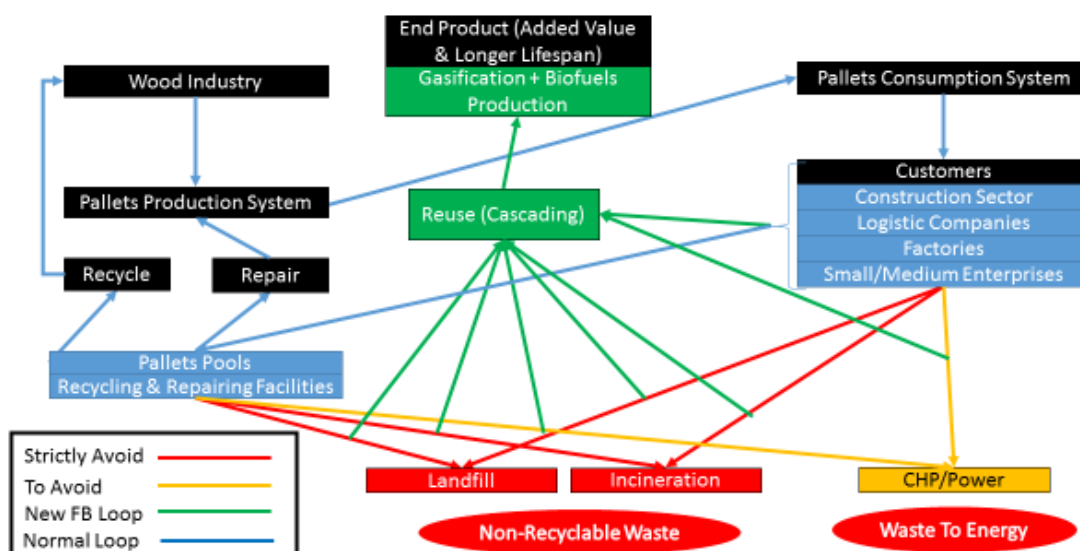 End Product (Added Value
& Longer Lifespan)
Gasification + Biofuels
Production
Wood Industry
Pallets Consumption System
Pallets Production System
Reuse (Cascading)
Customers
Construction Sector
Logistic Companies
Factories
Small/Medium Enterprises
Recycle
Repair
Pallets Pools
Recycling & Repairing Facilities
Strictly Avoid
To Avoid
New FB Loop
Normal Loop
Landfill
Incineration
CHP/Power
Non-Recyclable Waste
Waste To Energy